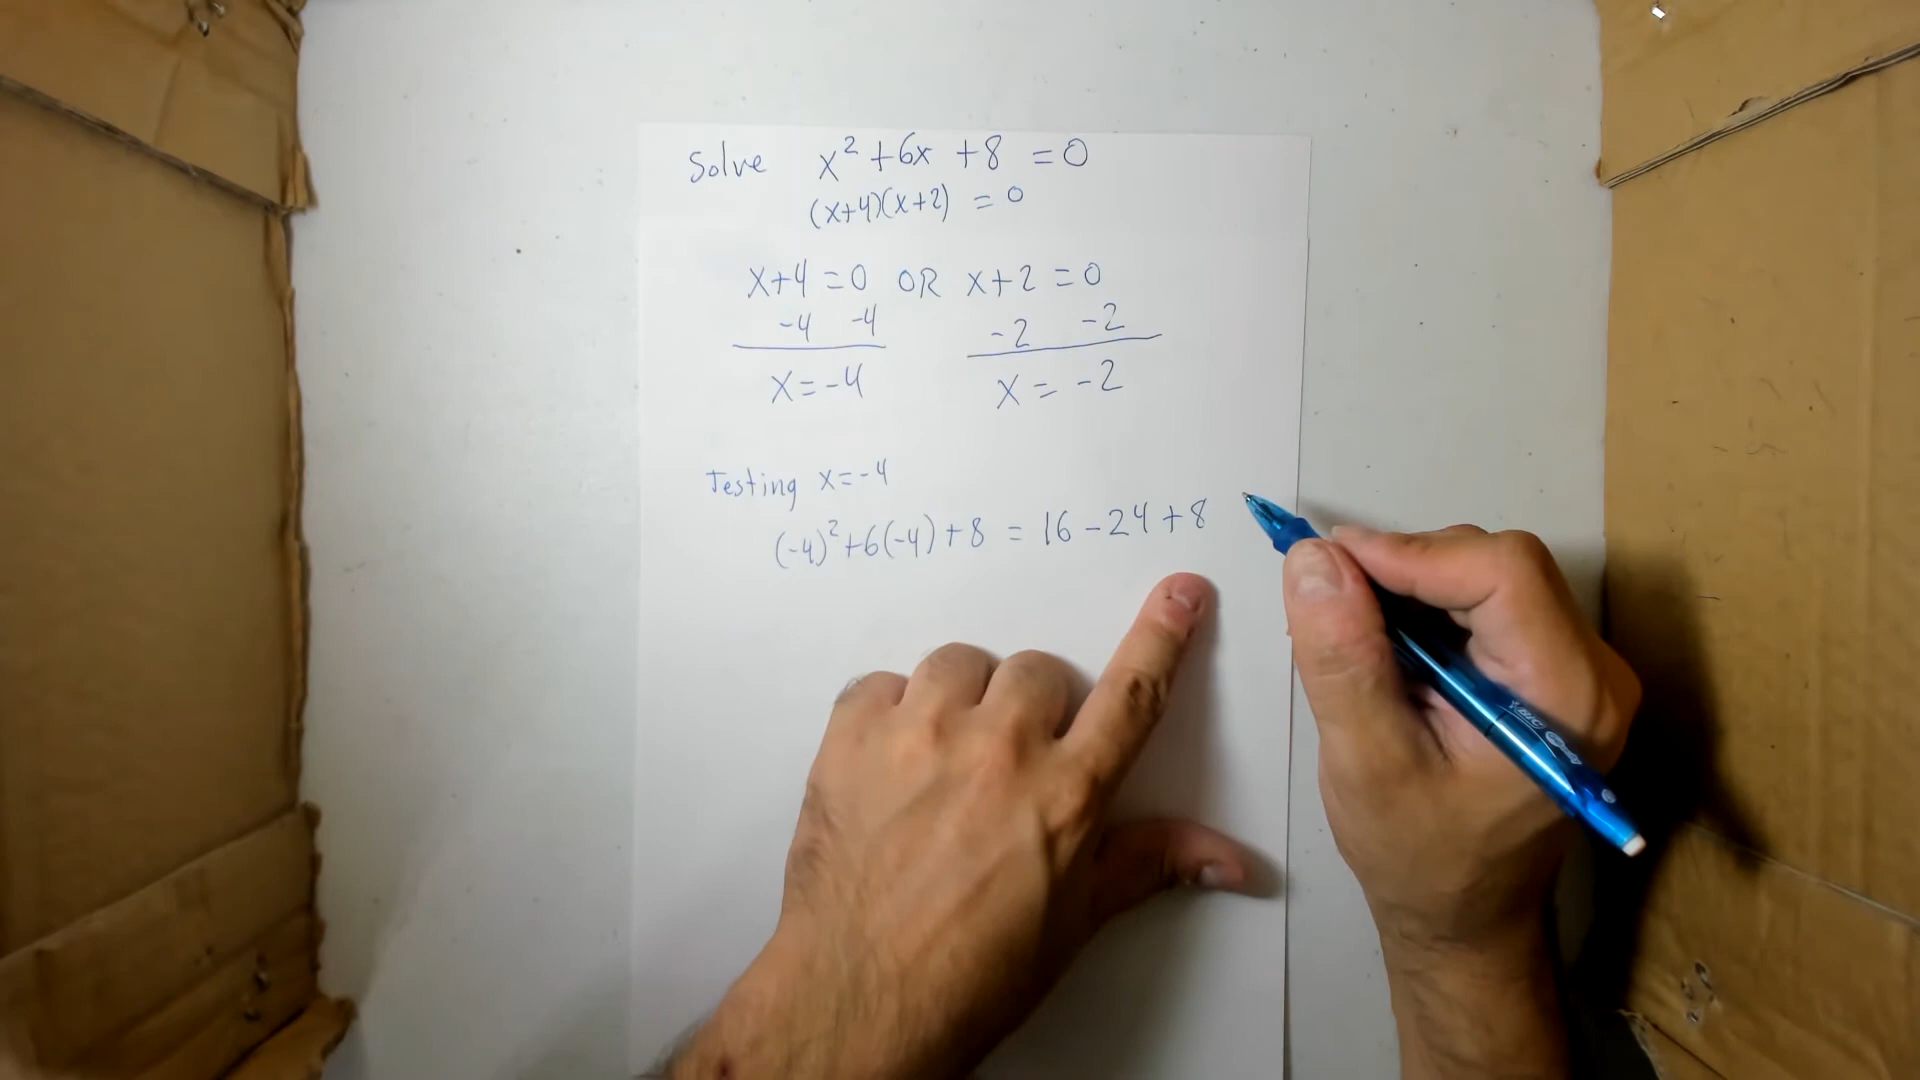 Solve x² + 6x + 8 = 0
(x+4)(x+2) = 0
x+4 = 0 OR x+2 = 0
-4 -4 -2 -2
x = -4 x = -2
Testing x = -4
(-4)² + 6(-4) + 8 = 16 - 24 + 8
BIC